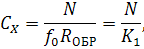 C_X = N / (f_0 R_ОБР) = N / K_1,